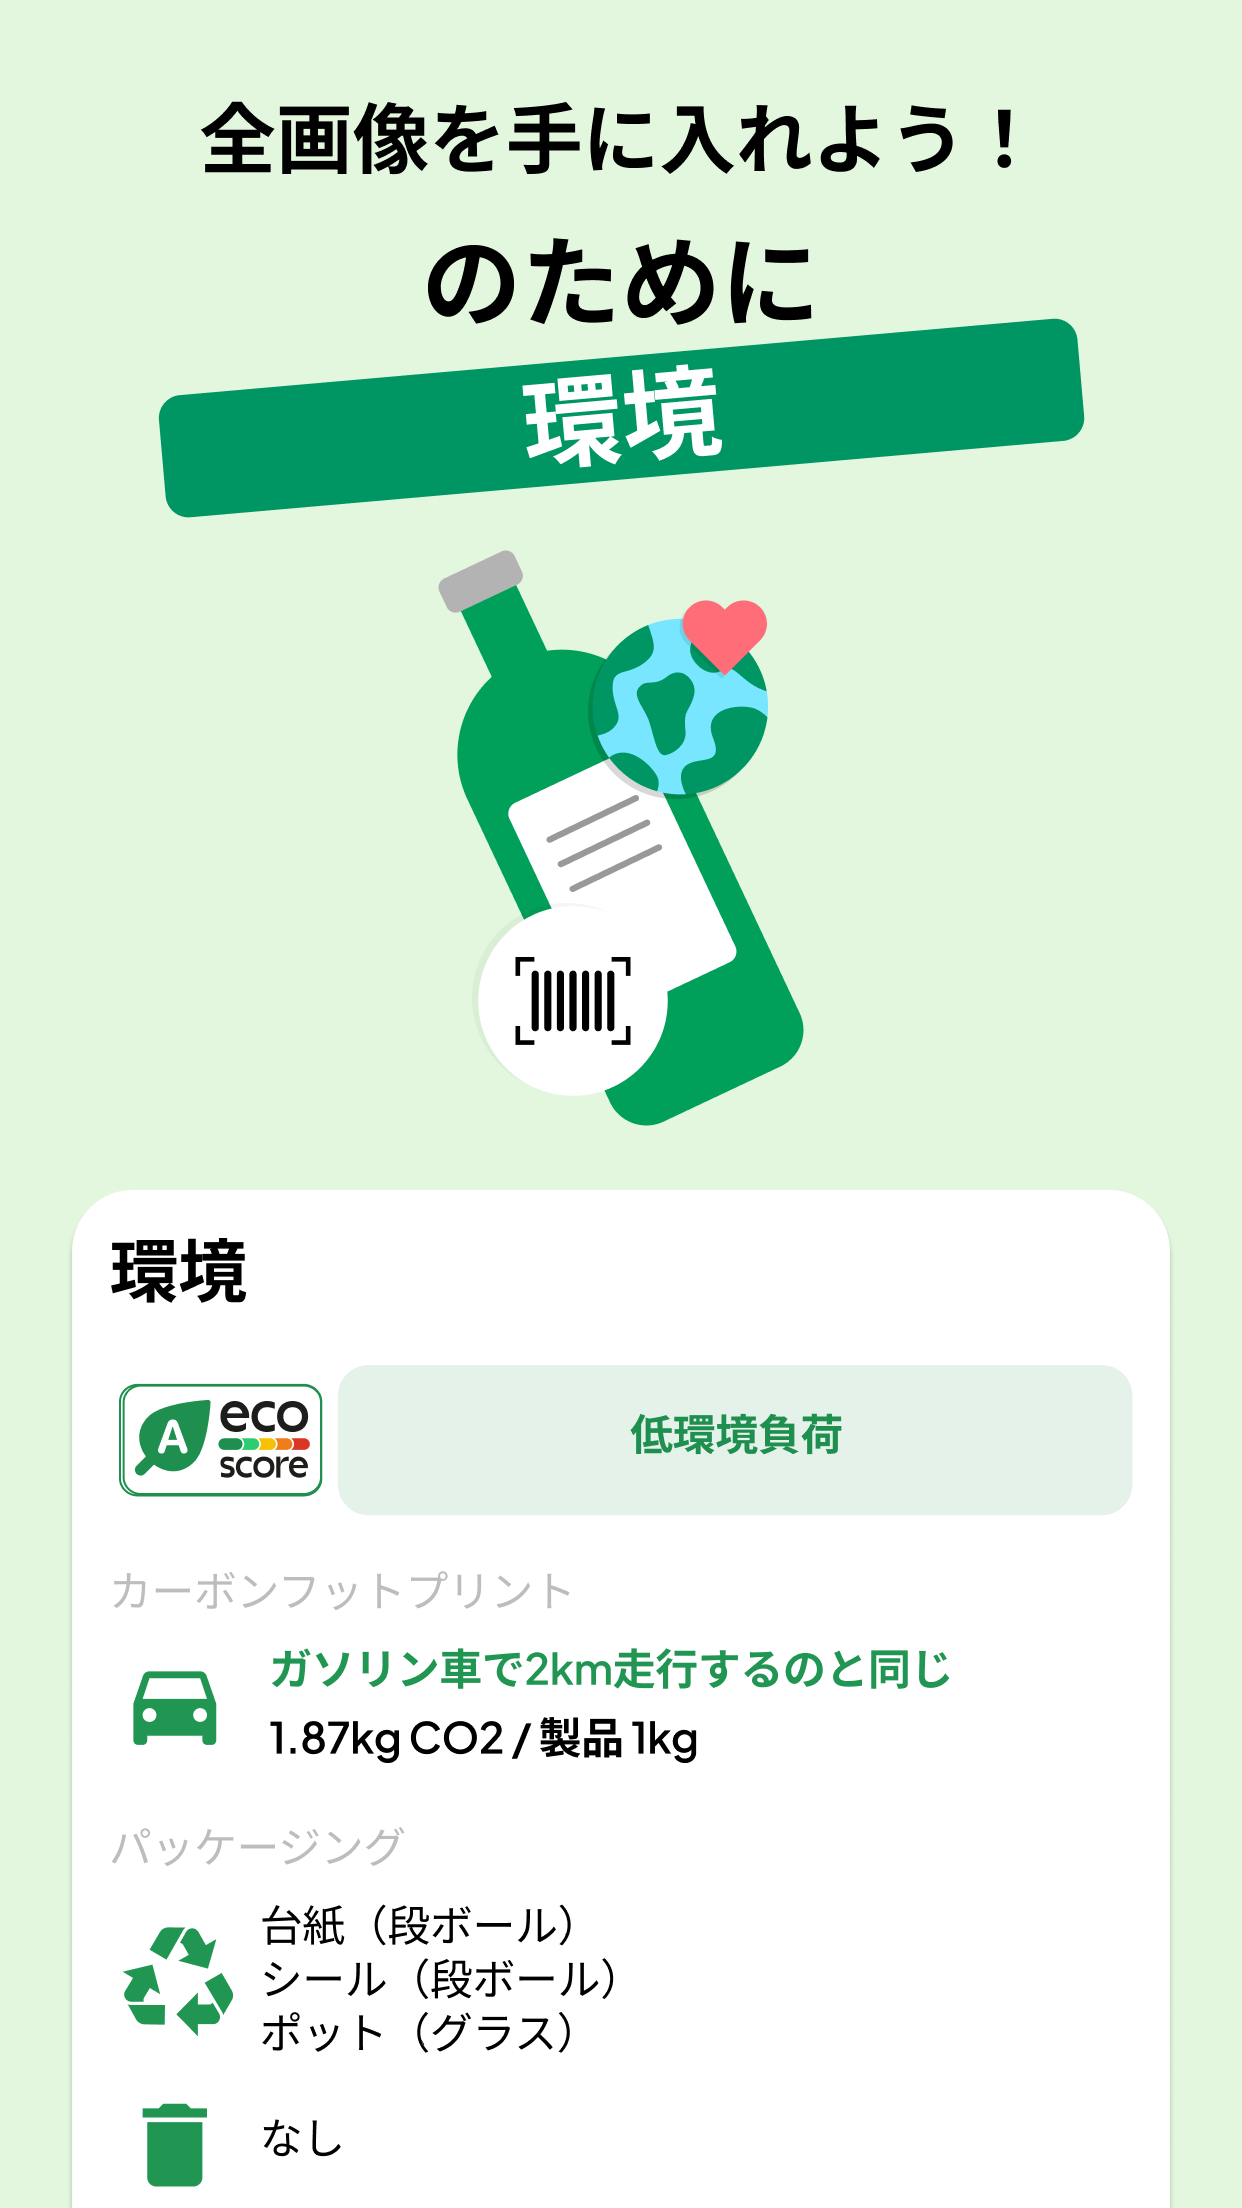 全画像を手に入れよう！
のために
環境
環境
A
eco
score
低環境負荷
カーボンフットプリント
ガソリン車で2km走行するのと同じ
1.87kg CO2 / 製品 1kg
パッケージング
台紙（段ボール）
シール（段ボール）
ポット（グラス）
なし